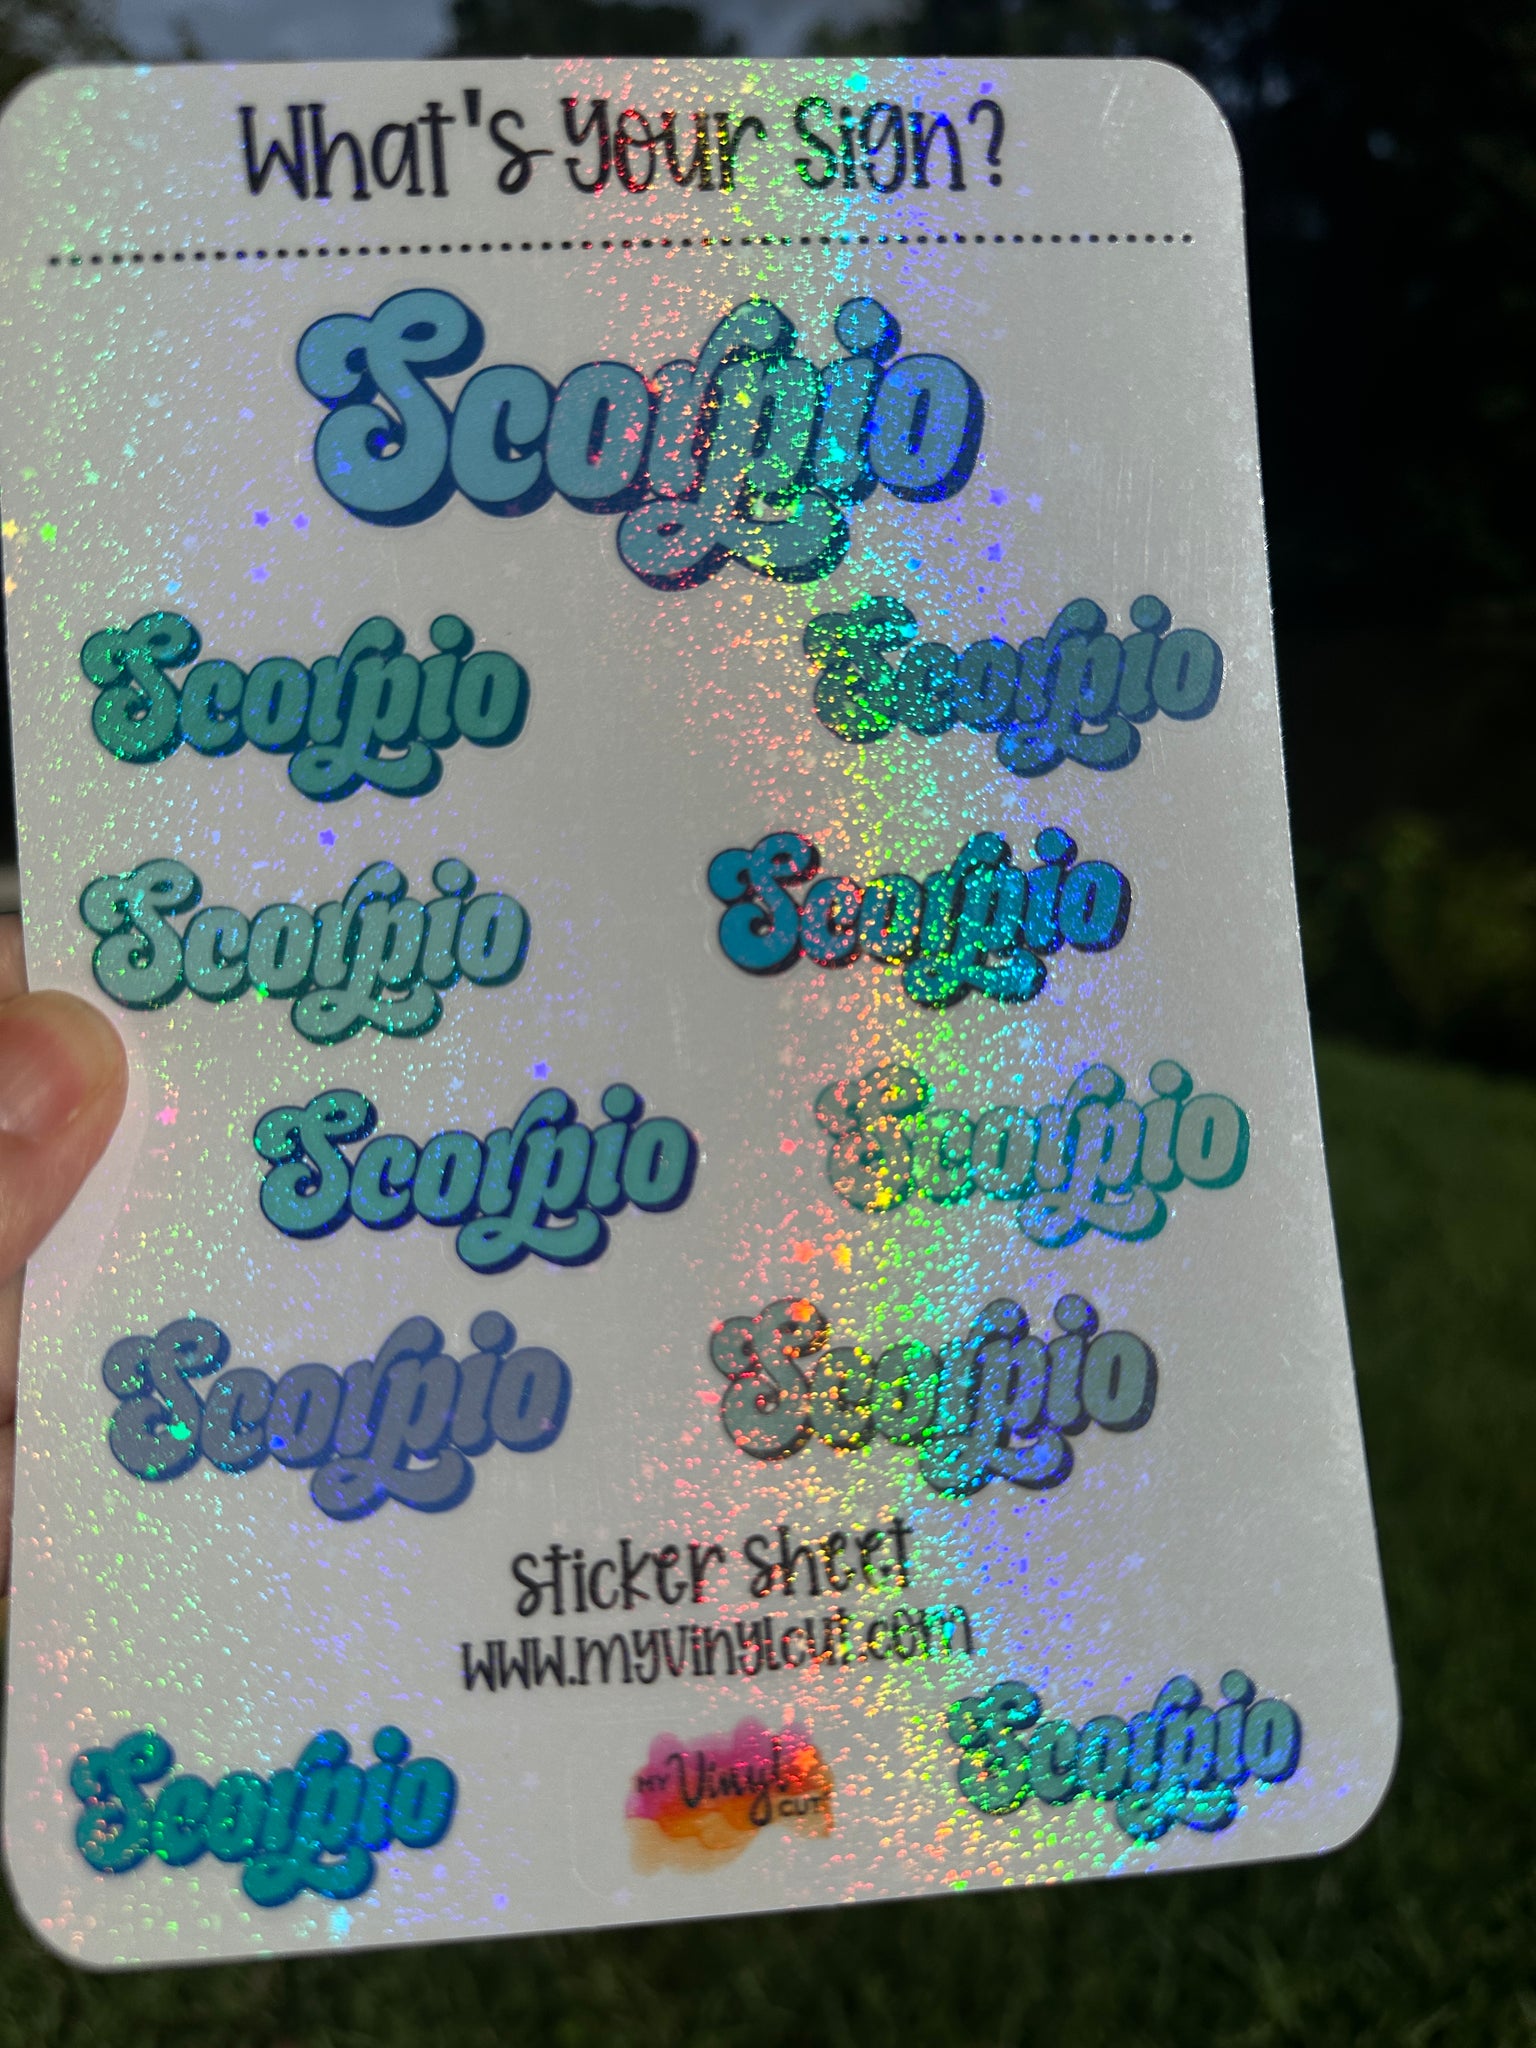 What's your sign?
Scorpio
Scorpio
Scorpio
Scorpio
Scorpio
Scorpio
Scorpio
Scorpio
Scorpio
sticker sheet
www.myvinylcut.com
Scorpio
MY Vinyl CUT
Scorpio